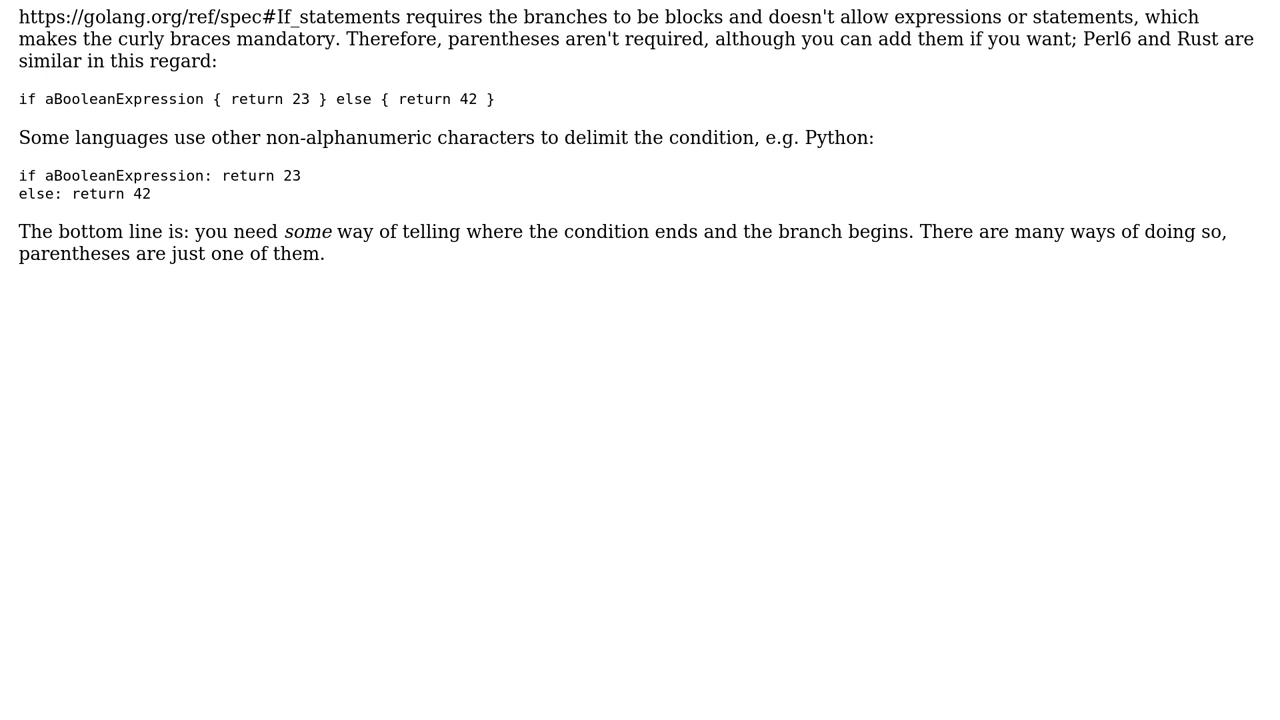 https://golang.org/ref/spec#If_statements requires the branches to be blocks and doesn't allow expressions or statements, which
makes the curly braces mandatory. Therefore, parentheses aren't required, although you can add them if you want; Perl6 and Rust are
similar in this regard:
if aBooleanExpression { return 23 } else { return 42 }
Some languages use other non-alphanumeric characters to delimit the condition, e.g. Python:
if aBooleanExpression: return 23
else: return 42
The bottom line is: you need some way of telling where the condition ends and the branch begins. There are many ways of doing so,
parentheses are just one of them.